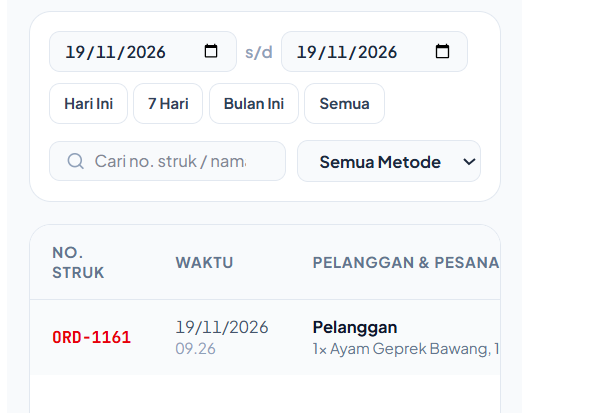 19/11/2026 s/d 19/11/2026
Hari Ini 7 Hari Bulan Ini Semua
Cari no. struk / nam Semua Metode
NO. STRUK WAKTU PELANGGAN & PESANA
ORD-1161 19/11/2026 Pelanggan
09.26 1x Ayam Geprek Bawang, 1